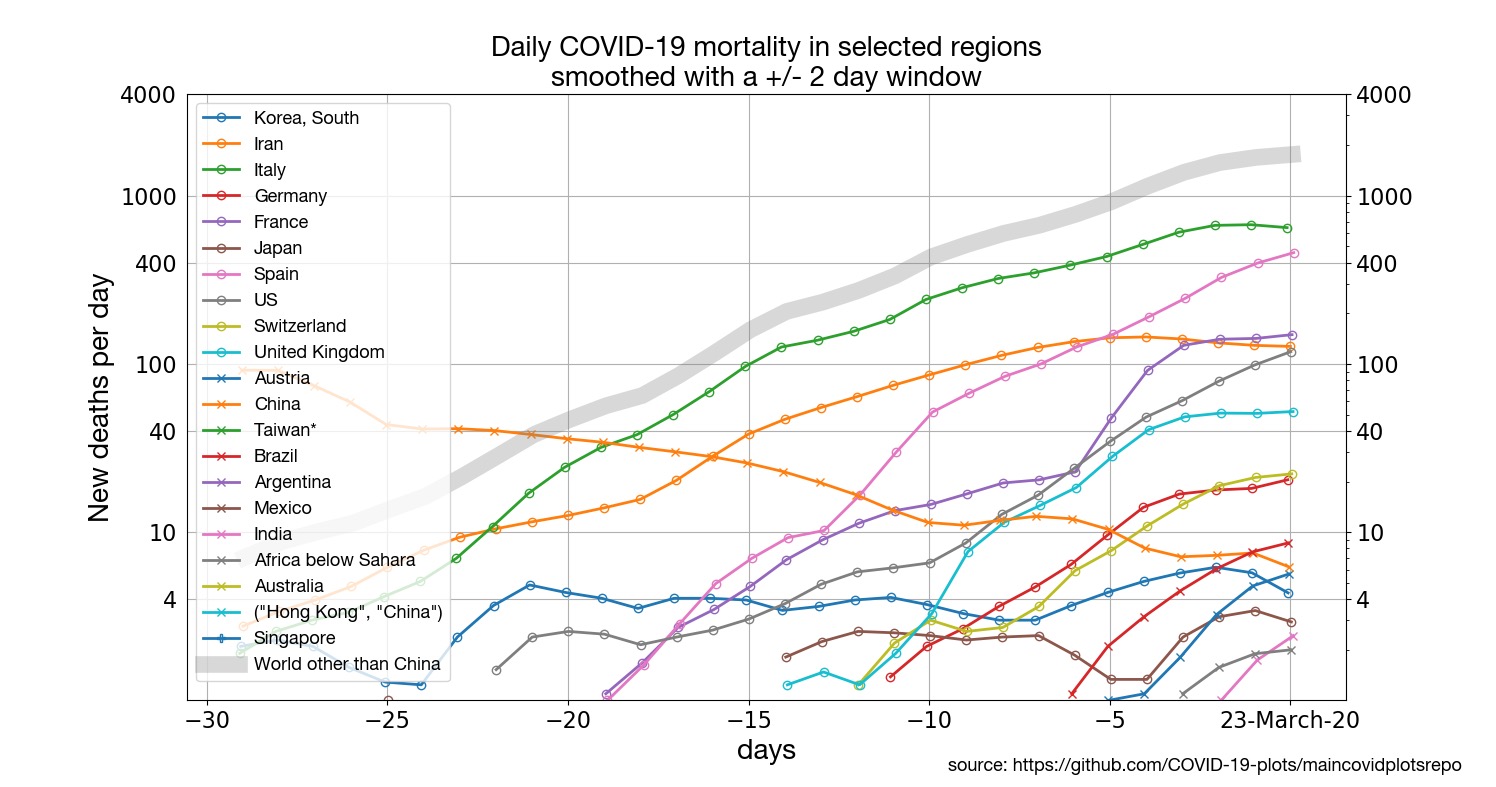 Daily COVID-19 mortality in selected regions
smoothed with a +/- 2 day window
4000
1000
400
100
40
10
4
New deaths per day
Korea, South
Iran
Italy
Germany
France
Japan
Spain
US
Switzerland
United Kingdom
Austria
China
Taiwan*
Brazil
Argentina
Mexico
India
Africa below Sahara
Australia
("Hong Kong", "China")
Singapore
World other than China
4000
1000
400
100
40
10
4
−30 −25 −20 −15 −10 −5 23-March-20
days
source: https://github.com/COVID-19-plots/maincovidplotsrepo